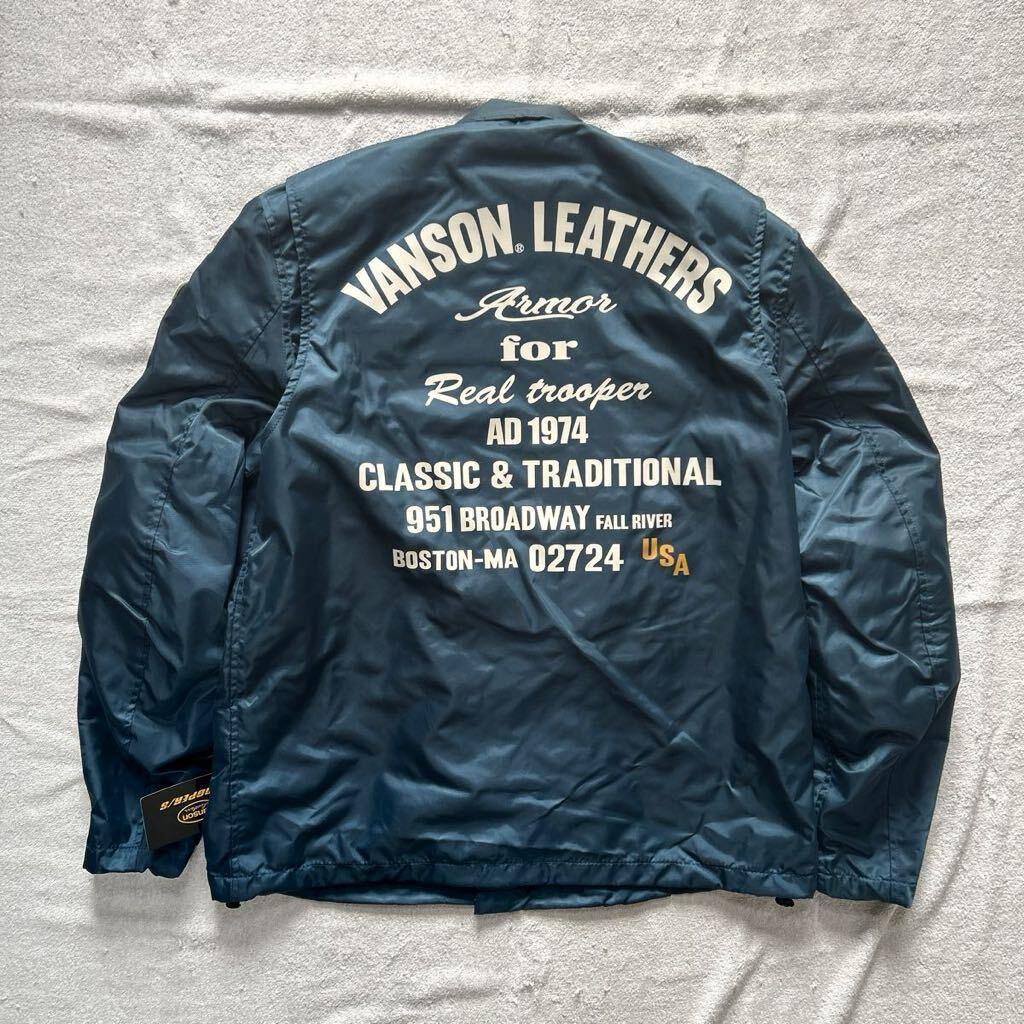 VANSON® LEATHERS
Armor
for
Real trooper
AD 1974
CLASSIC & TRADITIONAL
951 BROADWAY FALL RIVER
BOSTON-MA 02724 USA